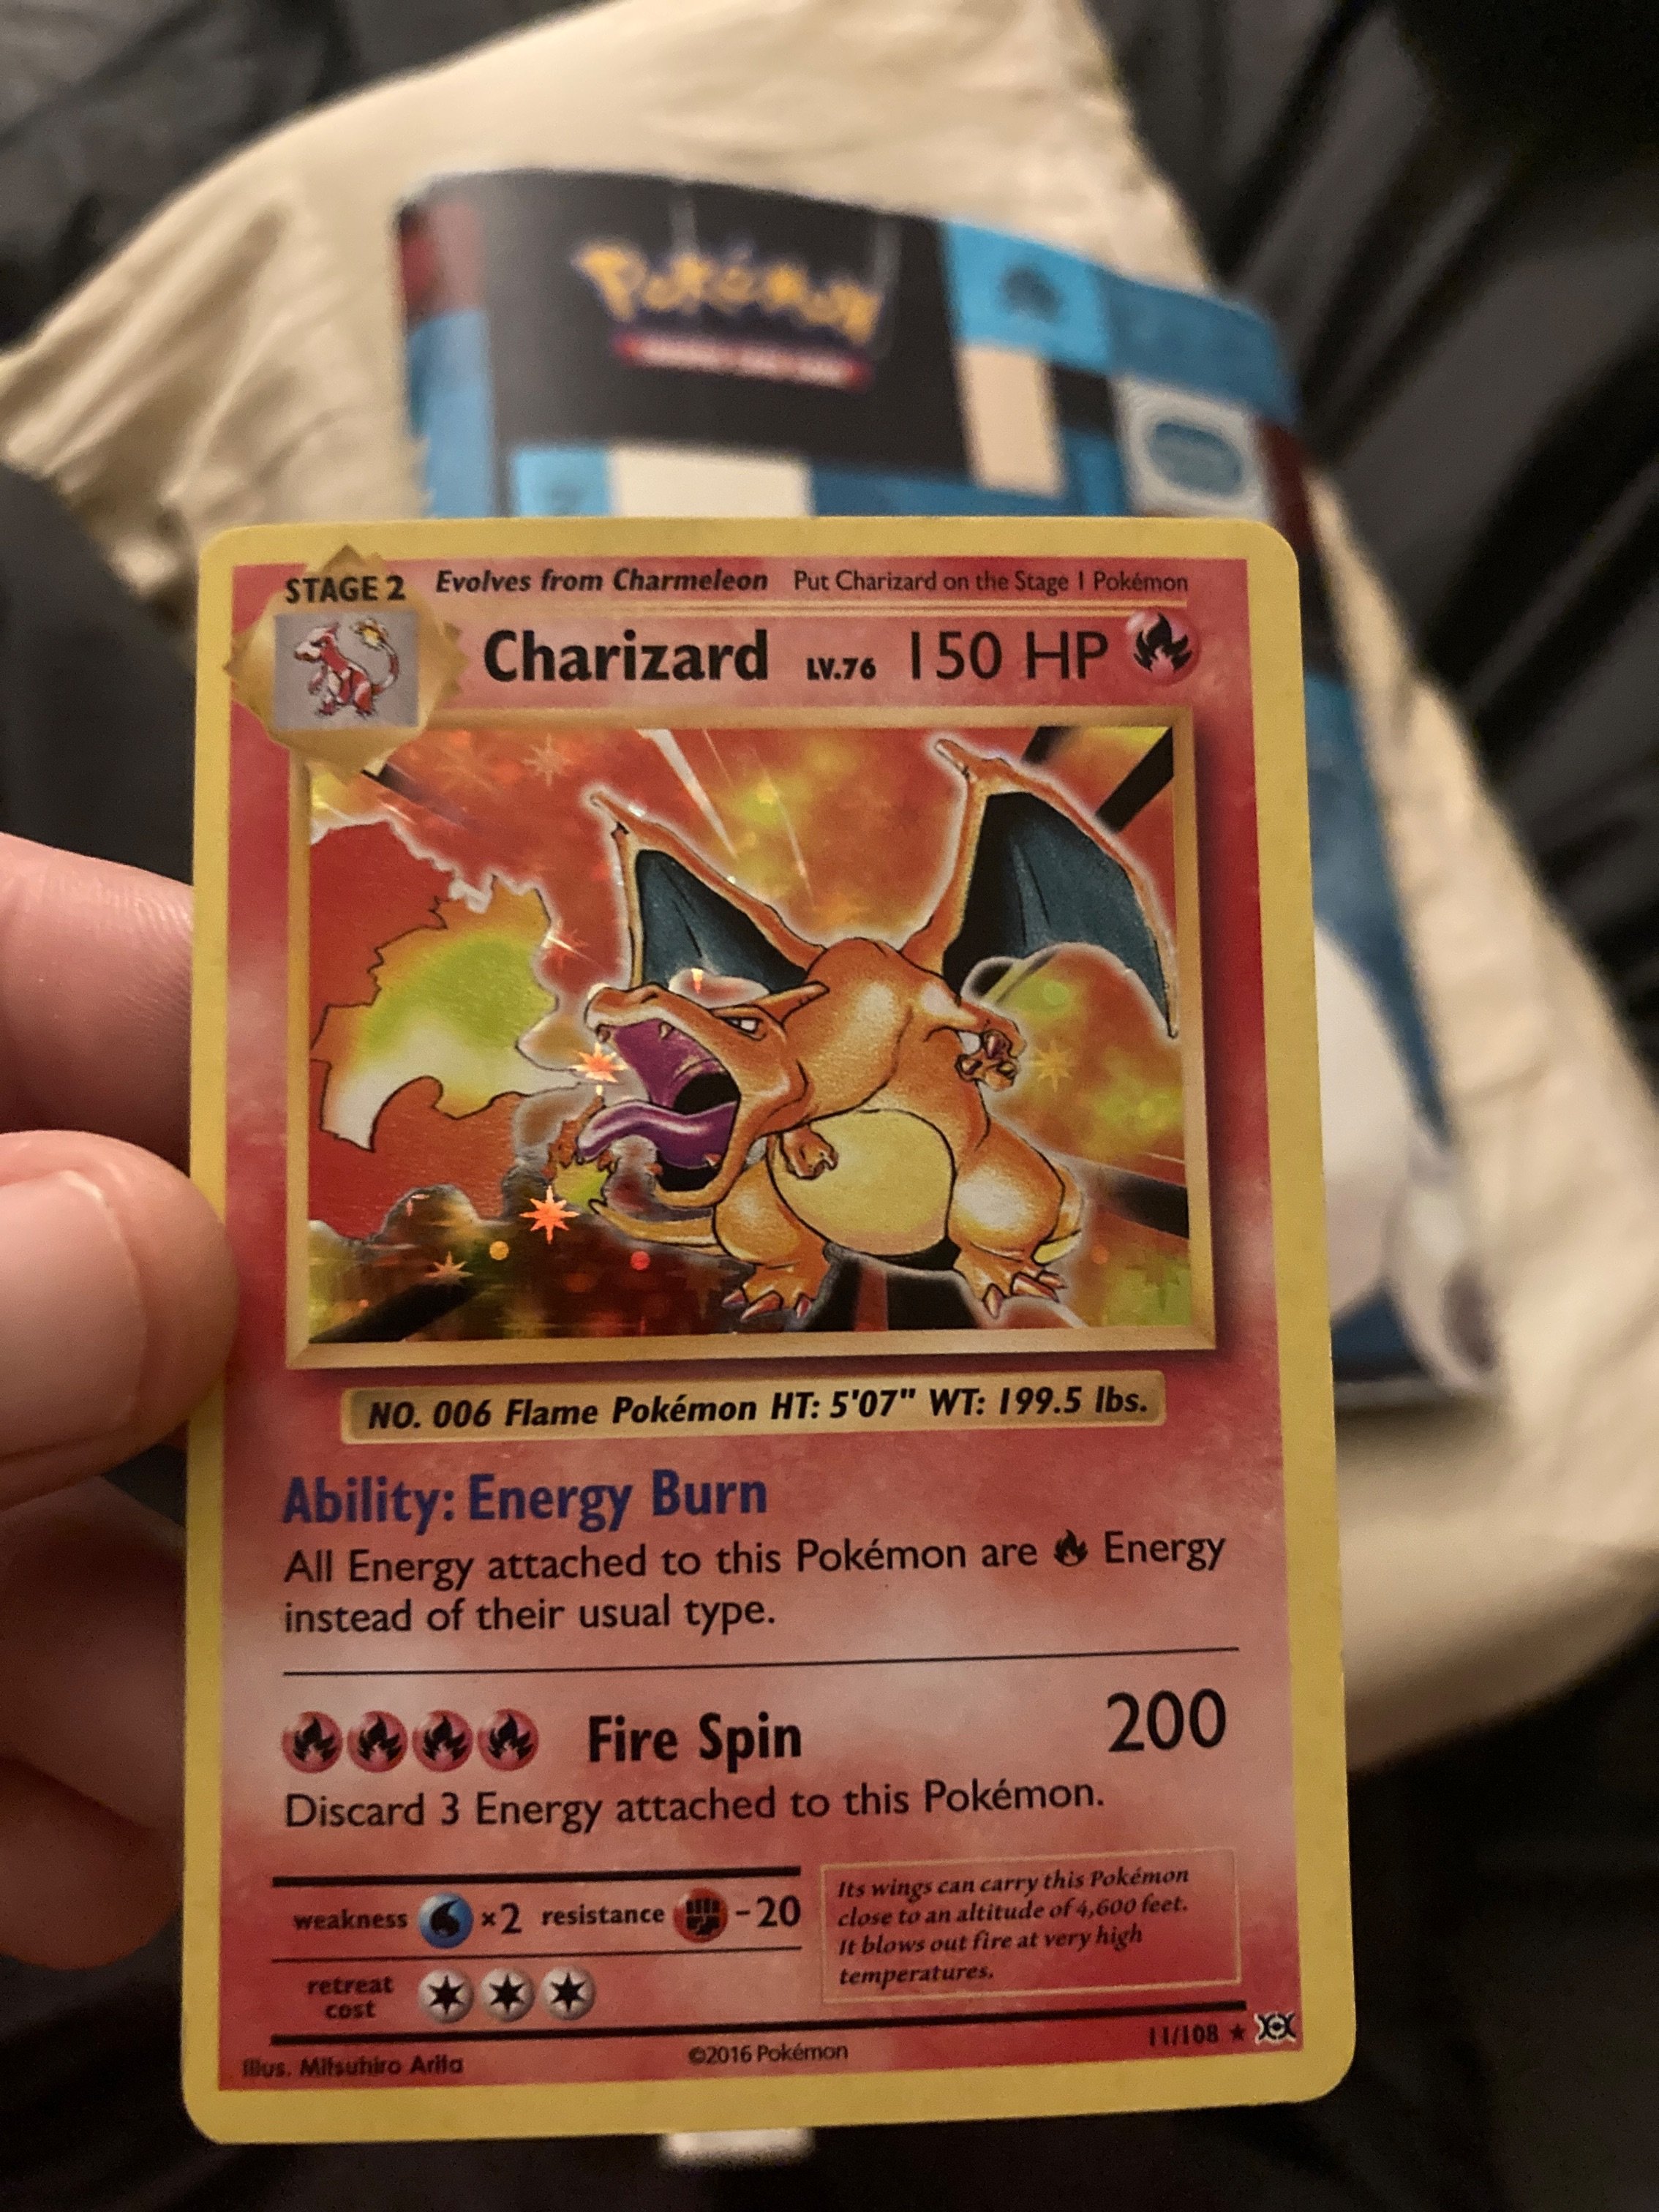 Pokémon
STAGE 2 Evolves from Charmeleon Put Charizard on the Stage 1 Pokémon
Charizard LV.76 150 HP
NO. 006 Flame Pokémon HT: 5'07" WT: 199.5 lbs.
Ability: Energy Burn
All Energy attached to this Pokémon are Energy
instead of their usual type.
Fire Spin 200
Discard 3 Energy attached to this Pokémon.
weakness ×2 resistance -20
retreat
cost
Its wings can carry this Pokémon
close to an altitude of 4,600 feet.
It blows out fire at very high
temperatures.
11/108
Illus. Mitsuhiro Arita ©2016 Pokémon